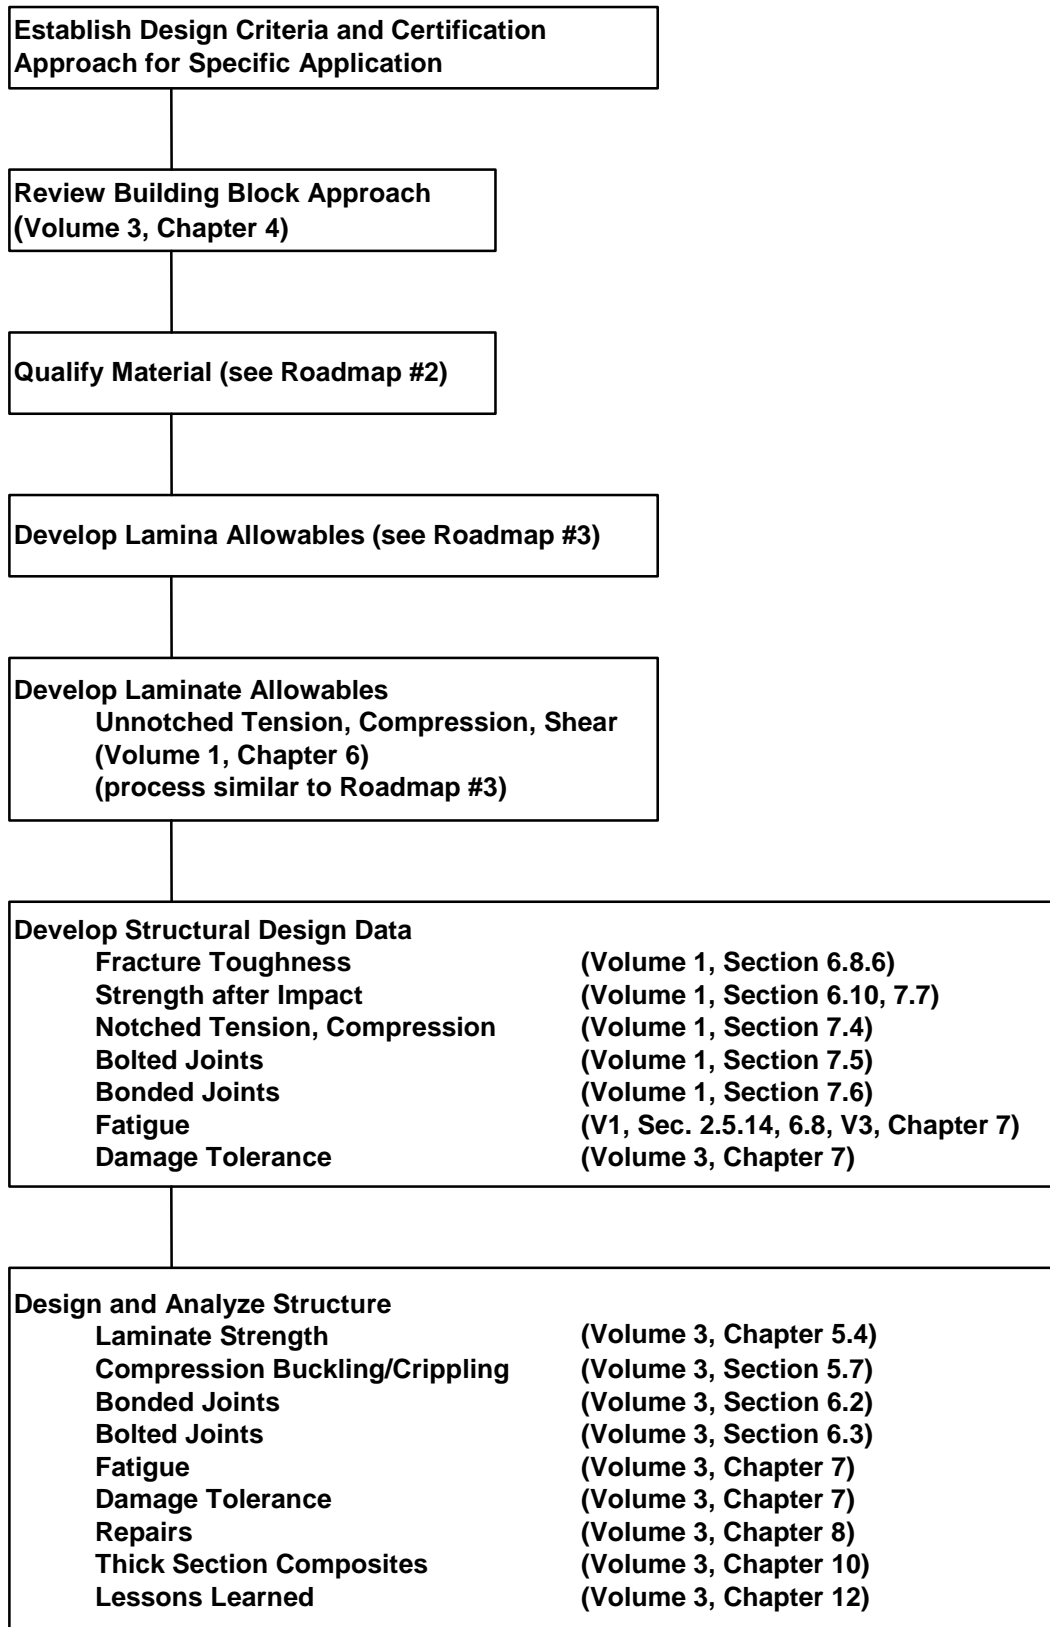 Establish Design Criteria and Certification
Approach for Specific Application
Review Building Block Approach
(Volume 3, Chapter 4)
Qualify Material (see Roadmap #2)
Develop Lamina Allowables (see Roadmap #3)
Develop Laminate Allowables
Unnotched Tension, Compression, Shear
(Volume 1, Chapter 6)
(process similar to Roadmap #3)
Develop Structural Design Data
Fracture Toughness (Volume 1, Section 6.8.6)
Strength after Impact (Volume 1, Section 6.10, 7.7)
Notched Tension, Compression (Volume 1, Section 7.4)
Bolted Joints (Volume 1, Section 7.5)
Bonded Joints (Volume 1, Section 7.6)
Fatigue (V1, Sec. 2.5.14, 6.8, V3, Chapter 7)
Damage Tolerance (Volume 3, Chapter 7)
Design and Analyze Structure
Laminate Strength (Volume 3, Chapter 5.4)
Compression Buckling/Crippling (Volume 3, Section 5.7)
Bonded Joints (Volume 3, Section 6.2)
Bolted Joints (Volume 3, Section 6.3)
Fatigue (Volume 3, Chapter 7)
Damage Tolerance (Volume 3, Chapter 7)
Repairs (Volume 3, Chapter 8)
Thick Section Composites (Volume 3, Chapter 10)
Lessons Learned (Volume 3, Chapter 12)